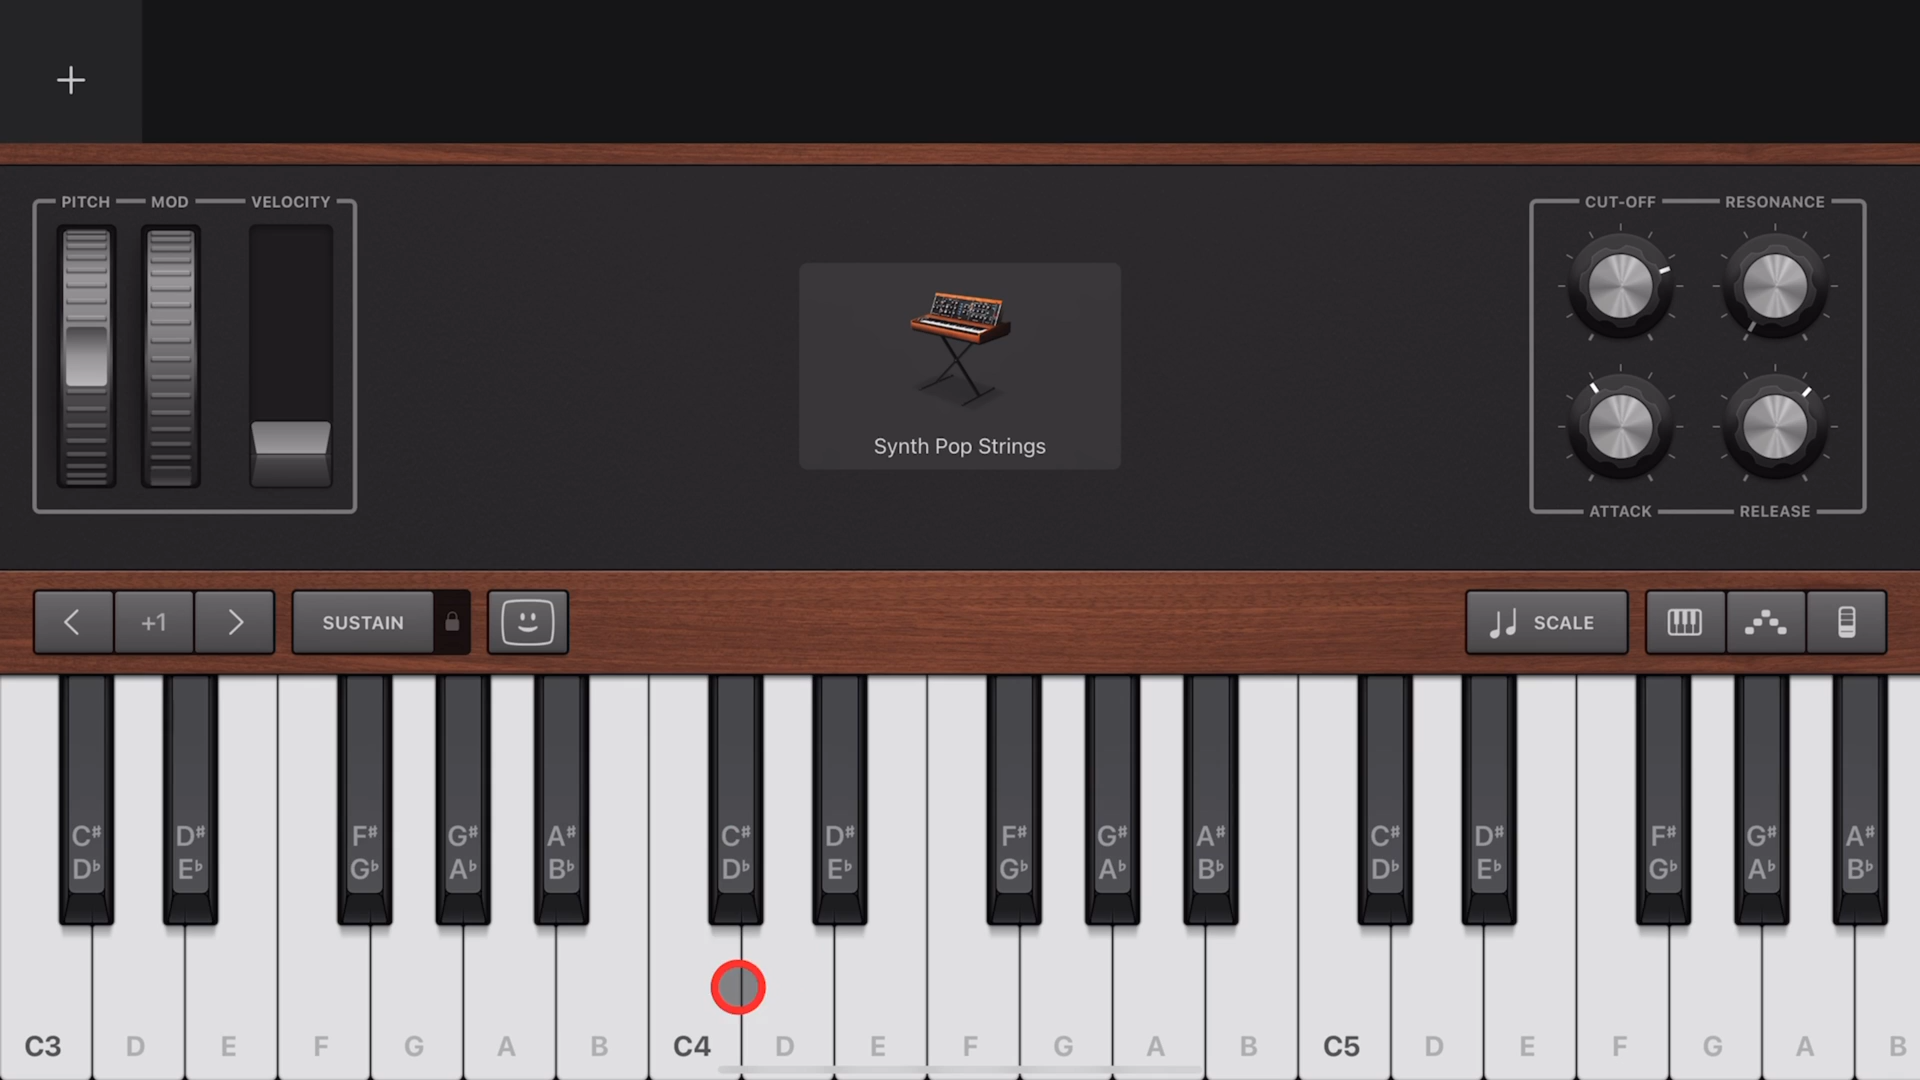 PITCH MOD VELOCITY
CUT-OFF RESONANCE
Synth Pop Strings
ATTACK RELEASE
+1 SUSTAIN SCALE
C♯ D♯ F♯ G♯ A♯ C♯ D♯ F♯ G♯ A♯ C♯ D♯ F♯ G♯ A♯
D♭ E♭ G♭ A♭ B♭ D♭ E♭ G♭ A♭ B♭ D♭ E♭ G♭ A♭ B♭
C3 D E F G A B C4 D E F G A B C5 D E F G A B